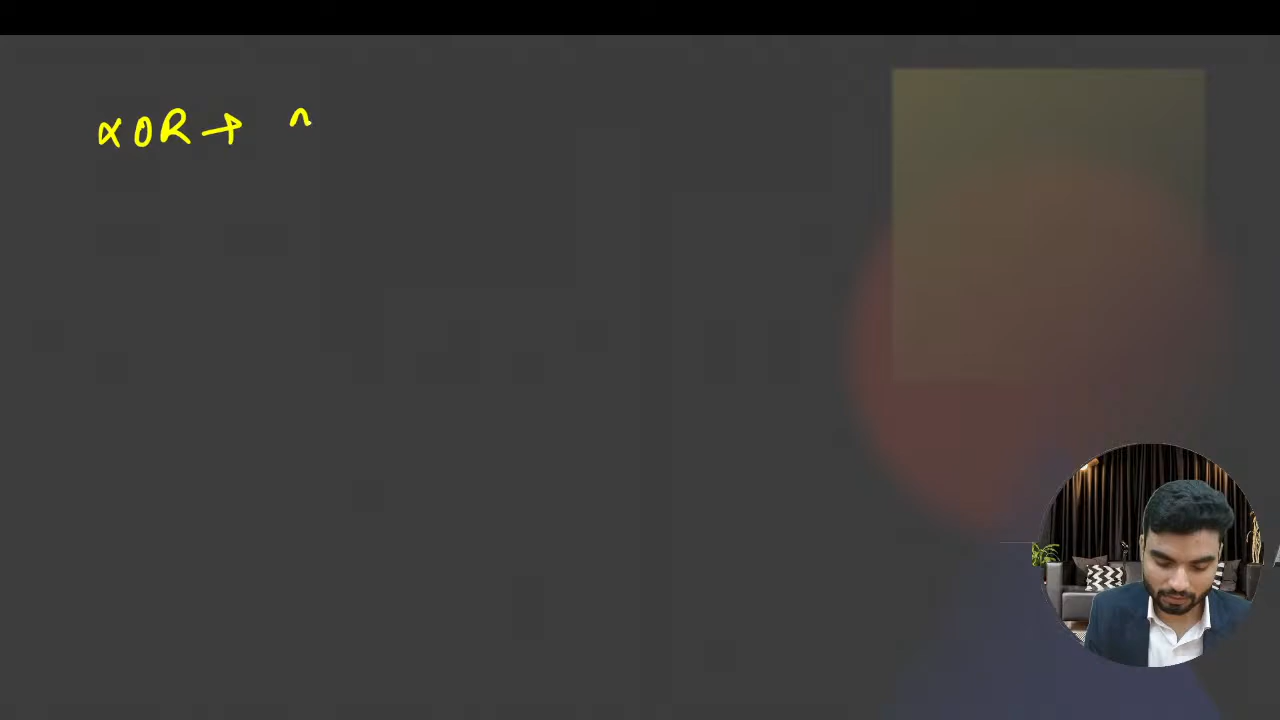 XOR → ^